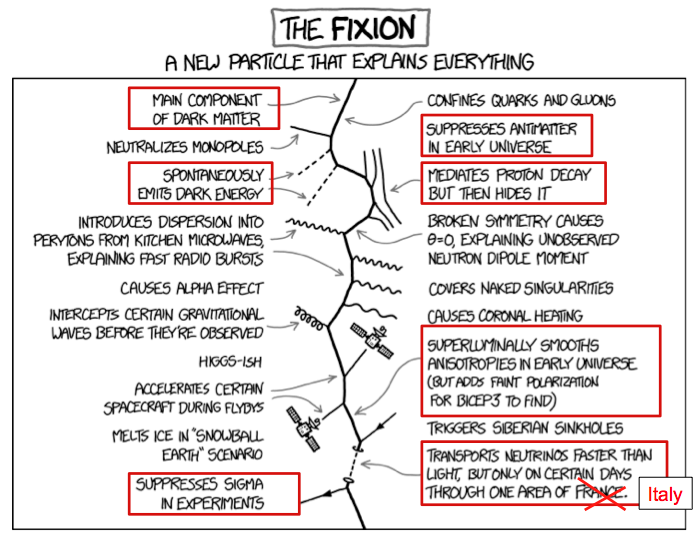 THE FIXION
A NEW PARTICLE THAT EXPLAINS EVERYTHING
MAIN COMPONENT
OF DARK MATTER
NEUTRALIZES MONOPOLES
SPONTANEOUSLY
EMITS DARK ENERGY
INTRODUCES DISPERSION INTO
PERYTONS FROM KITCHEN MICROWAVES,
EXPLAINING FAST RADIO BURSTS
CAUSES ALPHA EFFECT
INTERCEPTS CERTAIN GRAVITATIONAL
WAVES BEFORE THEY'RE OBSERVED
HIGGS-ISH
ACCELERATES CERTAIN
SPACECRAFT DURING FLYBYS
MELTS ICE IN "SNOWBALL
EARTH" SCENARIO
SUPPRESSES SIGMA
IN EXPERIMENTS
CONFINES QUARKS AND GLUONS
SUPPRESSES ANTIMATTER
IN EARLY UNIVERSE
MEDIATES PROTON DECAY
BUT THEN HIDES IT
BROKEN SYMMETRY CAUSES
θ=0, EXPLAINING UNOBSERVED
NEUTRON DIPOLE MOMENT
COVERS NAKED SINGULARITIES
CAUSES CORONAL HEATING
SUPERLUMINALLY SMOOTHS
ANISOTROPIES IN EARLY UNIVERSE
(BUT ADDS FAINT POLARIZATION
FOR BICEP3 TO FIND)
TRIGGERS SIBERIAN SINKHOLES
TRANSPORTS NEUTRINOS FASTER THAN
LIGHT, BUT ONLY ON CERTAIN DAYS
THROUGH ONE AREA OF FRANCE.
Italy